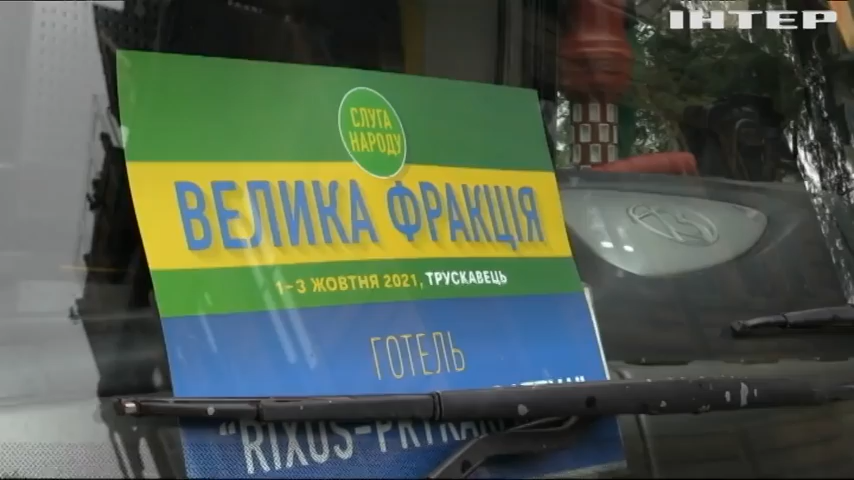 ІНТЕР
СЛУГА
НАРОДУ
ВЕЛИКА ФРАКЦІЯ
1-3 ЖОВТНЯ 2021, ТРУСКАВЕЦЬ
ГОТЕЛЬ